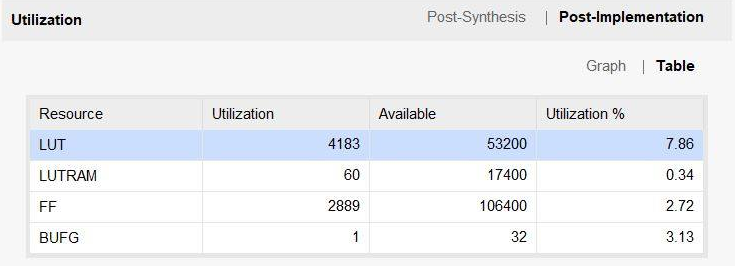 Utilization Post-Synthesis | Post-Implementation
Graph | Table
Resource Utilization Available Utilization %
LUT 4183 53200 7.86
LUTRAM 60 17400 0.34
FF 2889 106400 2.72
BUFG 1 32 3.13